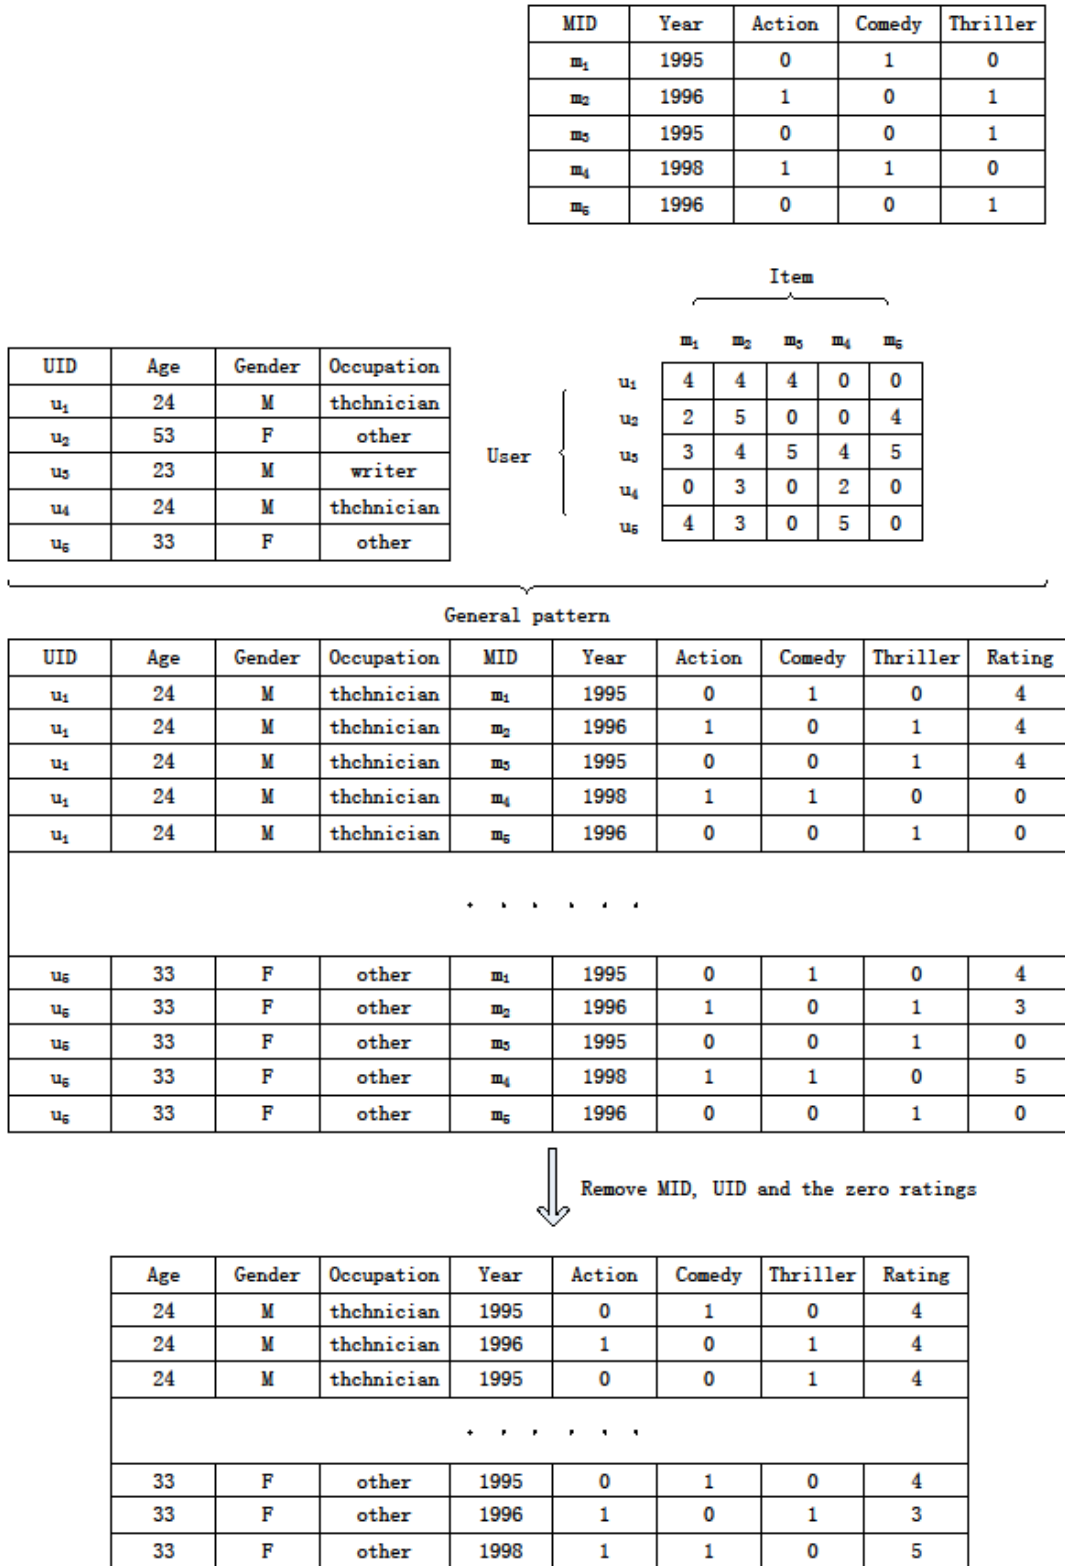 MID Year Action Comedy Thriller
m₁ 1995 0 1 0
m₂ 1996 1 0 1
m₃ 1995 0 0 1
m₄ 1998 1 1 0
m₅ 1996 0 0 1
Item
m₁ m₂ m₃ m₄ m₅
UID Age Gender Occupation
u₁ 24 M thchnician
u₂ 53 F other
u₃ 23 M writer
u₄ 24 M thchnician
u₅ 33 F other
User
u₁ 4 4 4 0 0
u₂ 2 5 0 0 4
u₃ 3 4 5 4 5
u₄ 0 3 0 2 0
u₅ 4 3 0 5 0
General pattern
UID Age Gender Occupation MID Year Action Comedy Thriller Rating
u₁ 24 M thchnician m₁ 1995 0 1 0 4
u₁ 24 M thchnician m₂ 1996 1 0 1 4
u₁ 24 M thchnician m₃ 1995 0 0 1 4
u₁ 24 M thchnician m₄ 1998 1 1 0 0
u₁ 24 M thchnician m₅ 1996 0 0 1 0
. . . . . .
u₅ 33 F other m₁ 1995 0 1 0 4
u₅ 33 F other m₂ 1996 1 0 1 3
u₅ 33 F other m₃ 1995 0 0 1 0
u₅ 33 F other m₄ 1998 1 1 0 5
u₅ 33 F other m₅ 1996 0 0 1 0
Remove MID, UID and the zero ratings
Age Gender Occupation Year Action Comedy Thriller Rating
24 M thchnician 1995 0 1 0 4
24 M thchnician 1996 1 0 1 4
24 M thchnician 1995 0 0 1 4
. . . . . .
33 F other 1995 0 1 0 4
33 F other 1996 1 0 1 3
33 F other 1998 1 1 0 5